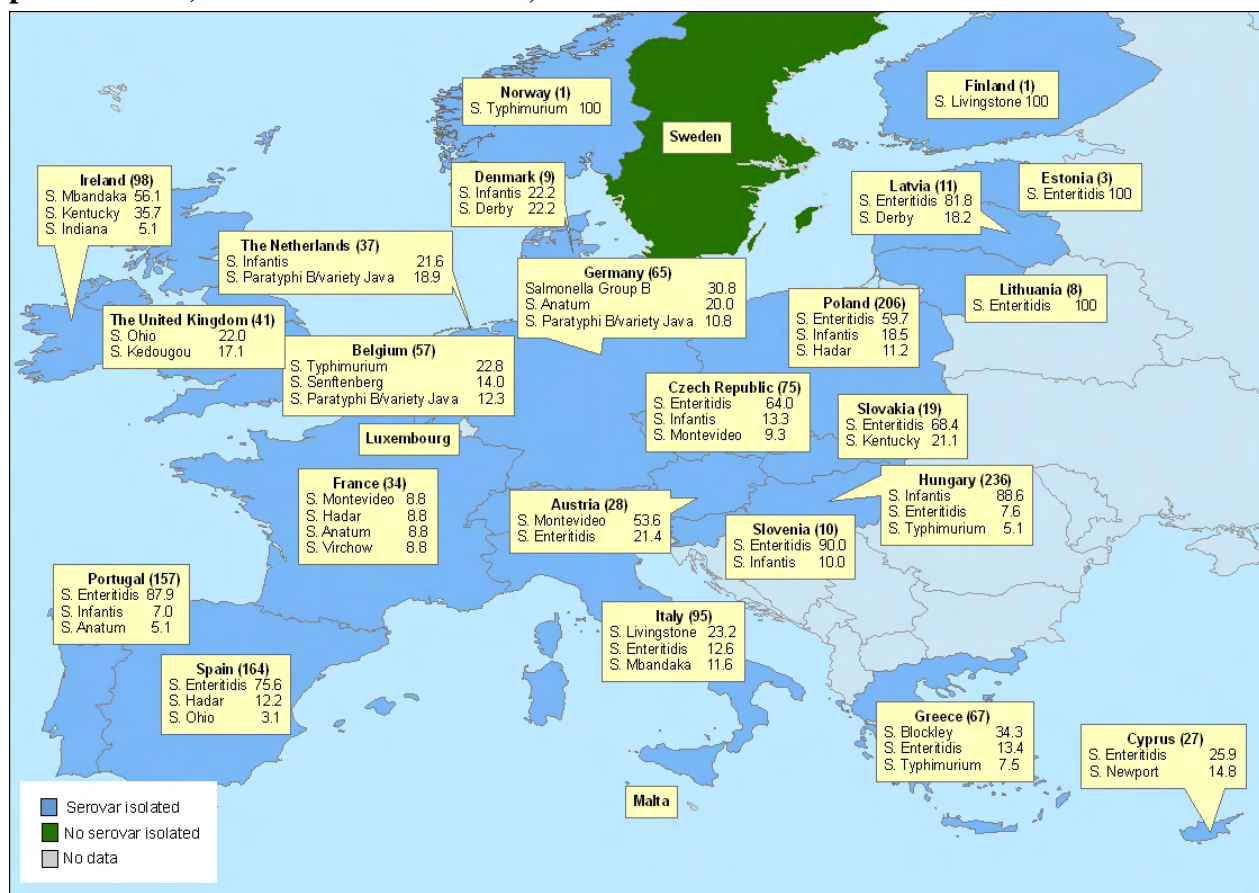 Norway (1)
S. Typhimurium 100
Finland (1)
S. Livingstone 100
Sweden
Ireland (98)
S. Mbandaka 56.1
S. Kentucky 35.7
S. Indiana 5.1
Denmark (9)
S. Infantis 22.2
S. Derby 22.2
Latvia (11)
S. Enteritidis 81.8
S. Derby 18.2
Estonia (3)
S. Enteritidis 100
The Netherlands (37)
S. Infantis 21.6
S. Paratyphi B/variety Java 18.9
Germany (65)
Salmonella Group B 30.8
S. Anatum 20.0
S. Paratyphi B/variety Java 10.8
Lithuania (8)
S. Enteritidis 100
Poland (206)
S. Enteritidis 59.7
S. Infantis 18.5
S. Hadar 11.2
The United Kingdom (41)
S. Ohio 22.0
S. Kedougou 17.1
Belgium (57)
S. Typhimurium 22.8
S. Senftenberg 14.0
S. Paratyphi B/variety Java 12.3
Czech Republic (75)
S. Enteritidis 64.0
S. Infantis 13.3
S. Montevideo 9.3
Slovakia (19)
S. Enteritidis 68.4
S. Kentucky 21.1
Luxembourg
France (34)
S. Montevideo 8.8
S. Hadar 8.8
S. Anatum 8.8
S. Virchow 8.8
Austria (28)
S. Montevideo 53.6
S. Enteritidis 21.4
Hungary (236)
S. Infantis 88.6
S. Enteritidis 7.6
S. Typhimurium 5.1
Slovenia (10)
S. Enteritidis 90.0
S. Infantis 10.0
Portugal (157)
S. Enteritidis 87.9
S. Infantis 7.0
S. Anatum 5.1
Italy (95)
S. Livingstone 23.2
S. Enteritidis 12.6
S. Mbandaka 11.6
Spain (164)
S. Enteritidis 75.6
S. Hadar 12.2
S. Ohio 3.1
Greece (67)
S. Blockley 34.3
S. Enteritidis 13.4
S. Typhimurium 7.5
Cyprus (27)
S. Enteritidis 25.9
S. Newport 14.8
Malta
Serovar isolated
No serovar isolated
No data